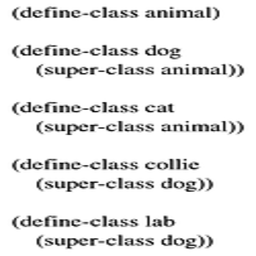 (define-class animal)
(define-class dog
(super-class animal))
(define-class cat
(super-class animal))
(define-class collie
(super-class dog))
(define-class lab
(super-class dog))